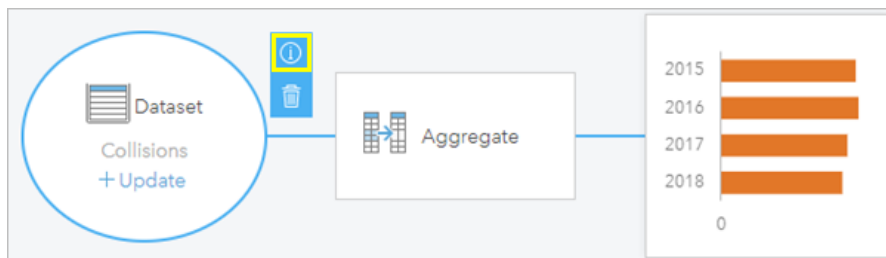 Dataset
Collisions
+ Update
Aggregate
2015
2016
2017
2018
0